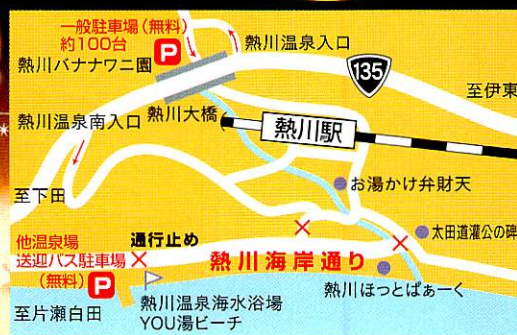 一般駐車場(無料)
約100台
P
熱川バナナワニ園
熱川温泉入口
135
至伊東
熱川大橋
熱川温泉南入口
熱川駅
至下田
お湯かけ弁財天
太田道灌公の碑
他温泉場
送迎バス駐車場
(無料)
P
通行止め
熱川海岸通り
熱川ほっとぱぁーく
至片瀬白田
熱川温泉海水浴場
YOU湯ビーチ